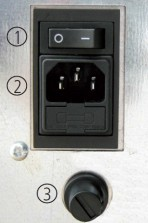 ①
O –
②
③